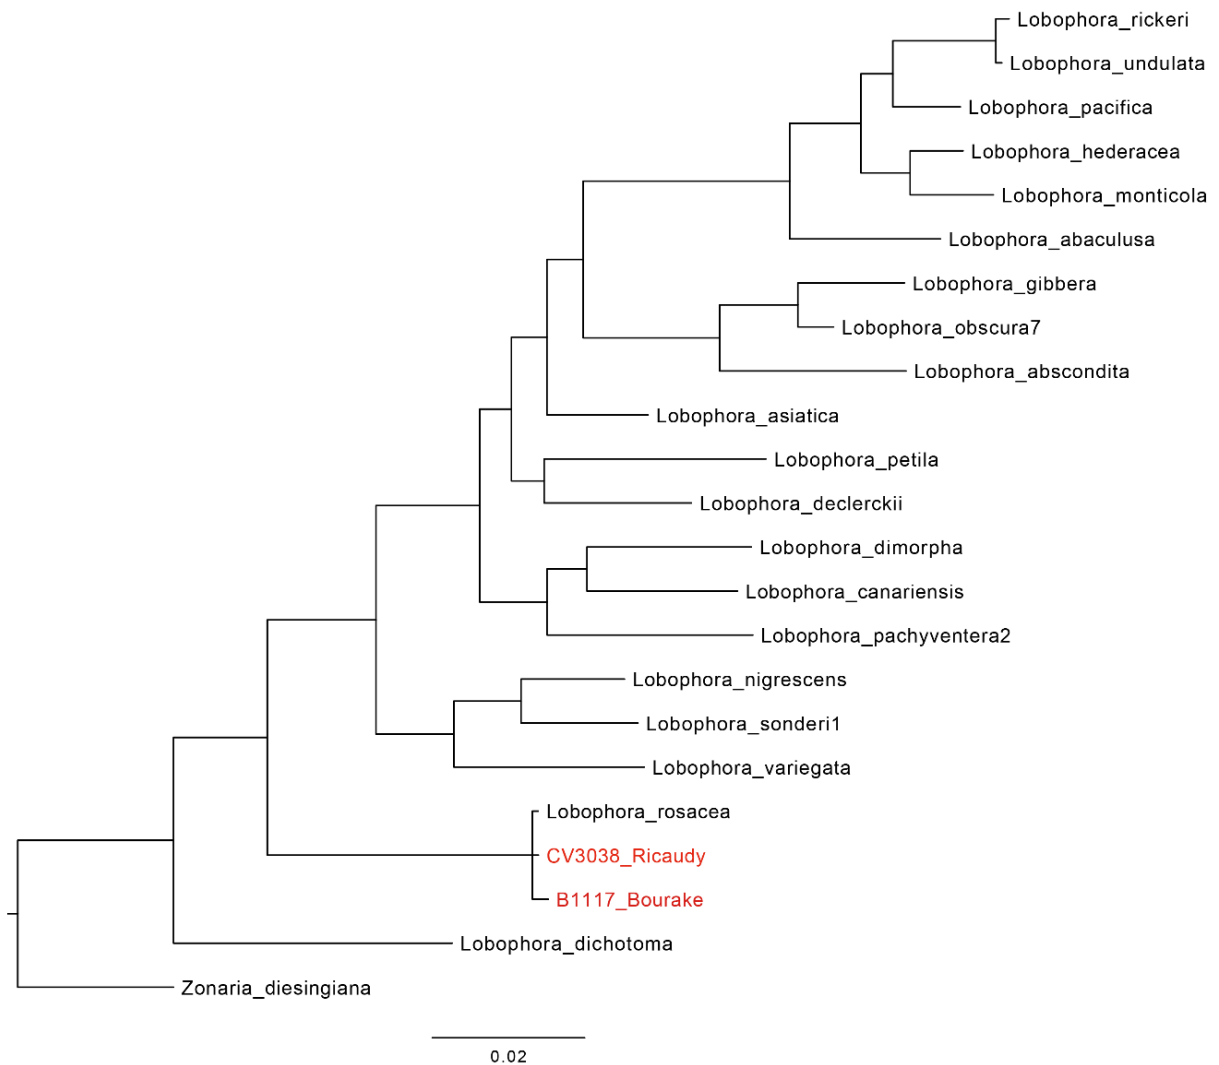 Lobophora_rickeri
Lobophora_undulata
Lobophora_pacifica
Lobophora_hederacea
Lobophora_monticola
Lobophora_abaculusa
Lobophora_gibbera
Lobophora_obscura7
Lobophora_abscondita
Lobophora_asiatica
Lobophora_petila
Lobophora_declerckii
Lobophora_dimorpha
Lobophora_canariensis
Lobophora_pachyventera2
Lobophora_nigrescens
Lobophora_sonderi1
Lobophora_variegata
Lobophora_rosacea
CV3038_Ricaudy
B1117_Bourake
Lobophora_dichotoma
Zonaria_diesingiana
0.02